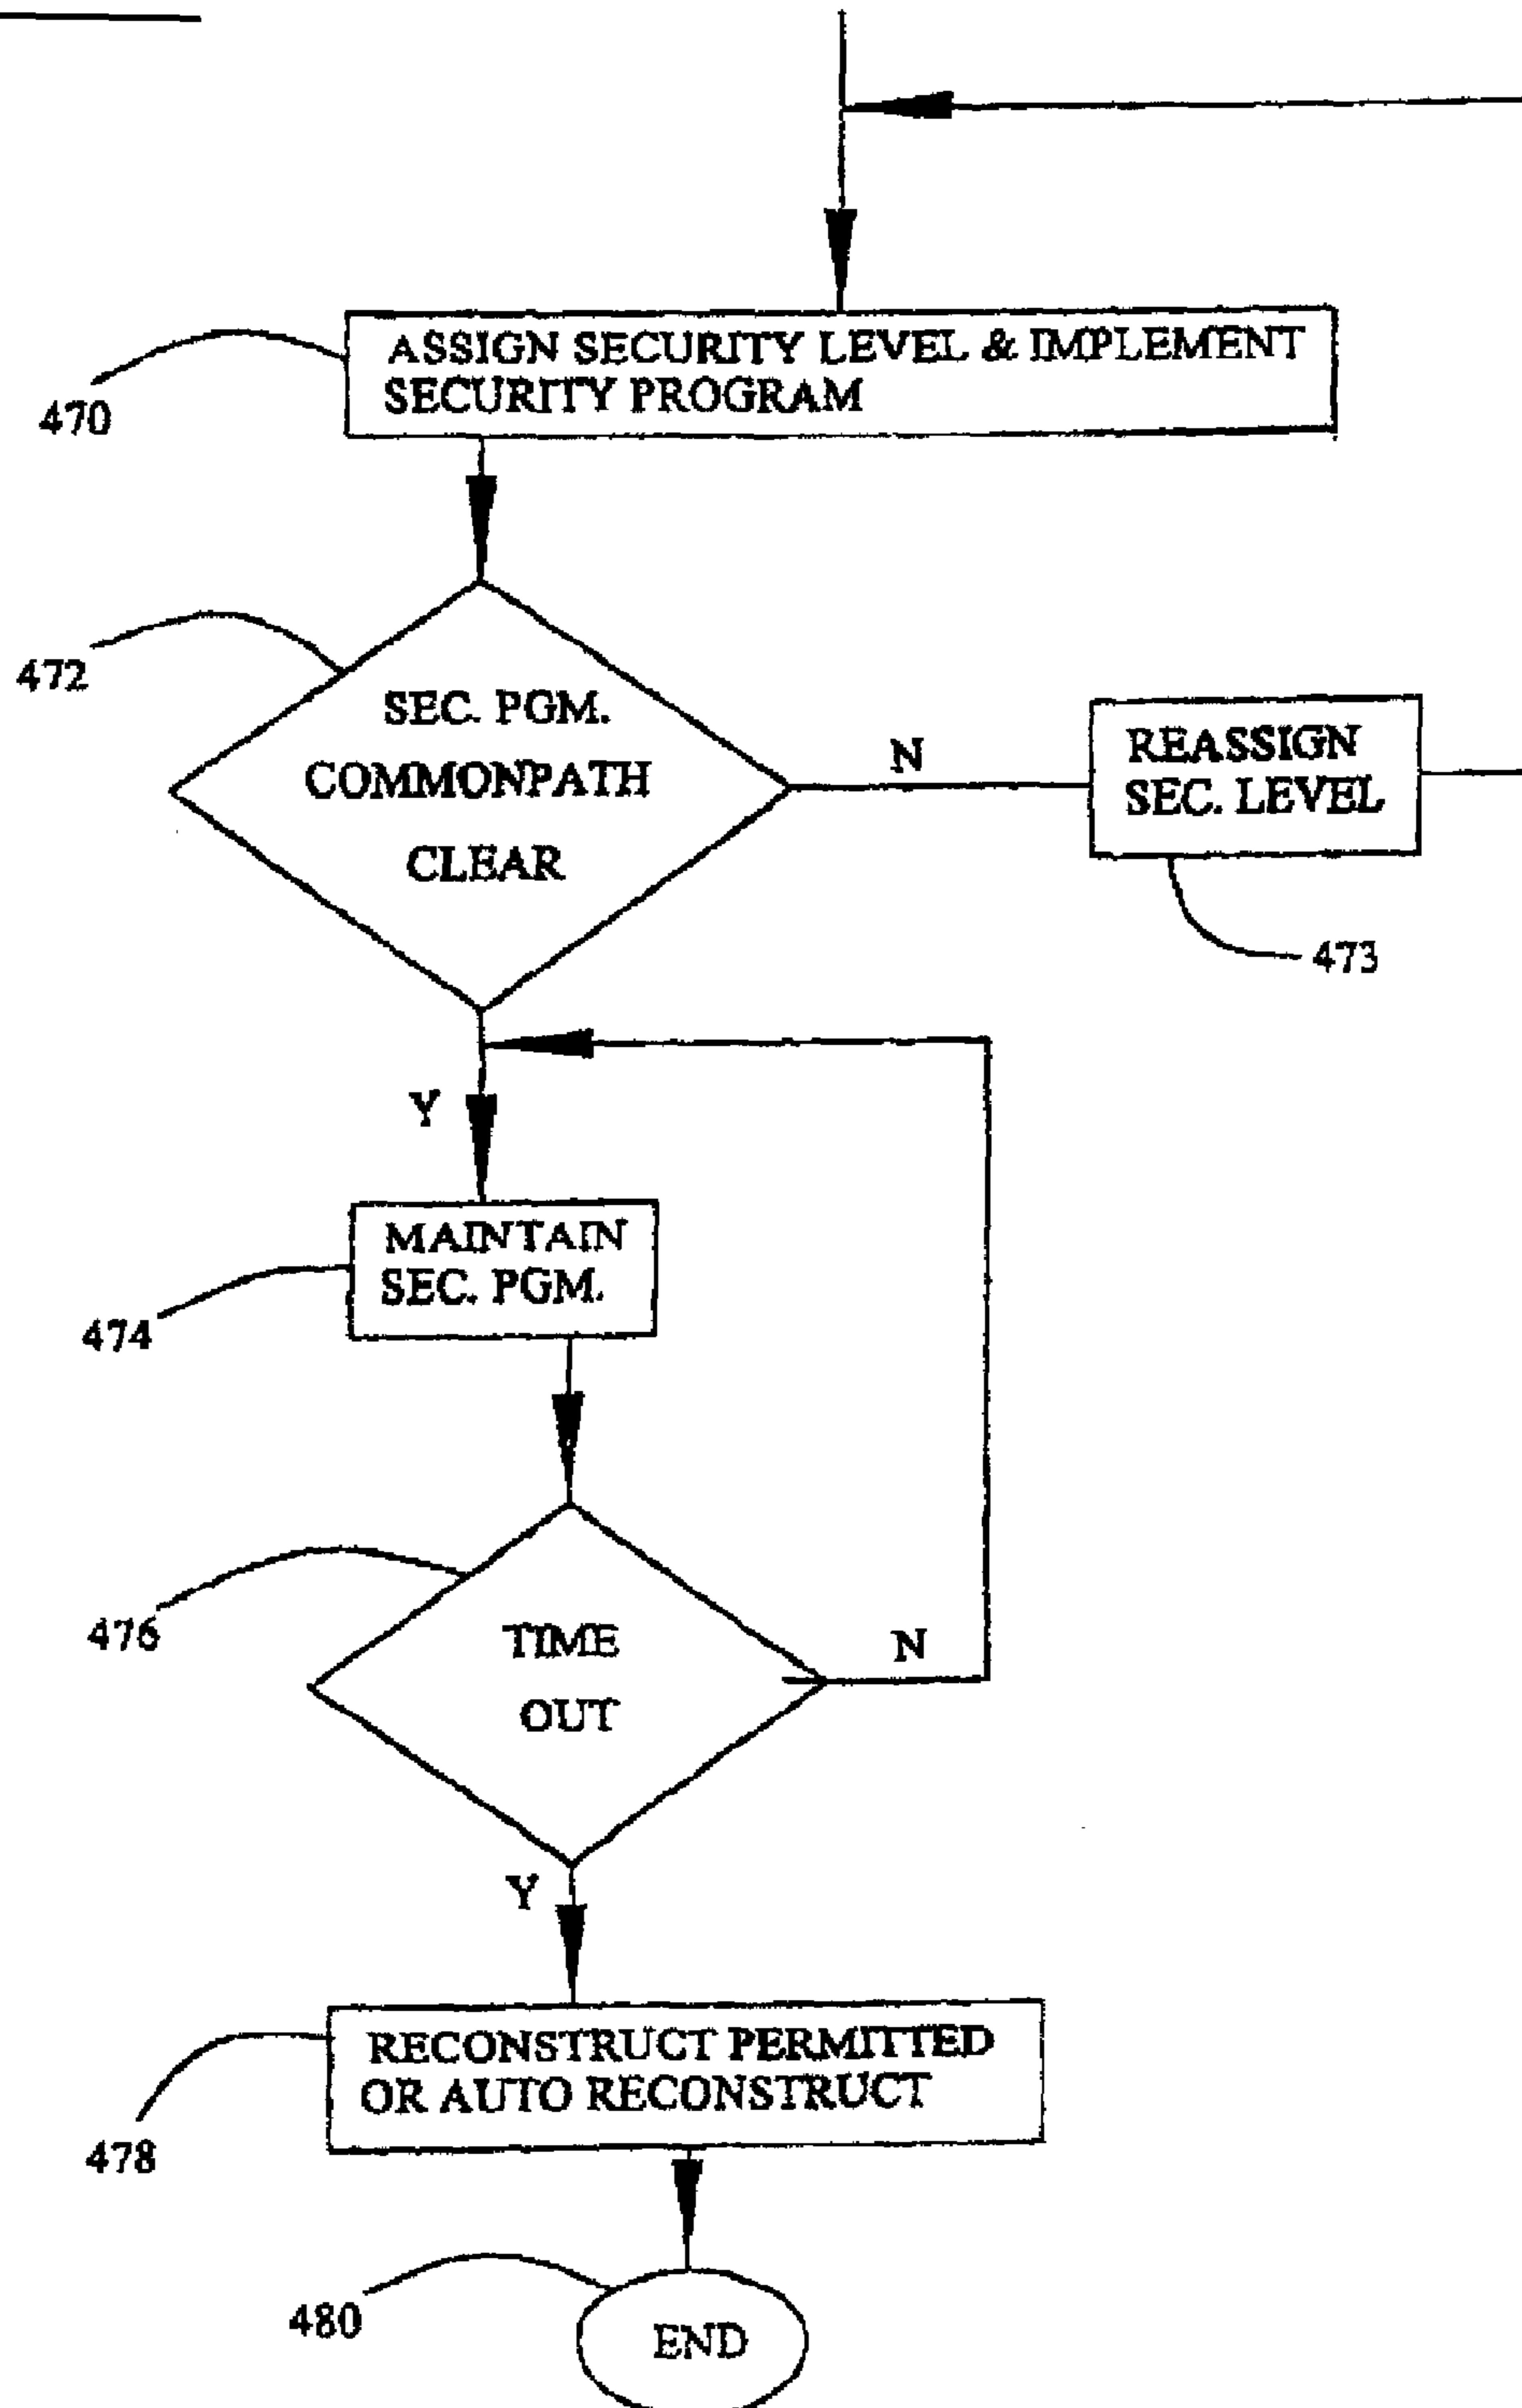 ASSIGN SECURITY LEVEL & IMPLEMENT
SECURITY PROGRAM
470
472
SEC. PGM.
COMMONPATH
CLEAR
N
REASSIGN
SEC. LEVEL
473
Y
MAINTAIN
SEC. PGM.
474
476
TIME
OUT
N
Y
RECONSTRUCT PERMITTED
OR AUTO RECONSTRUCT
478
480
END